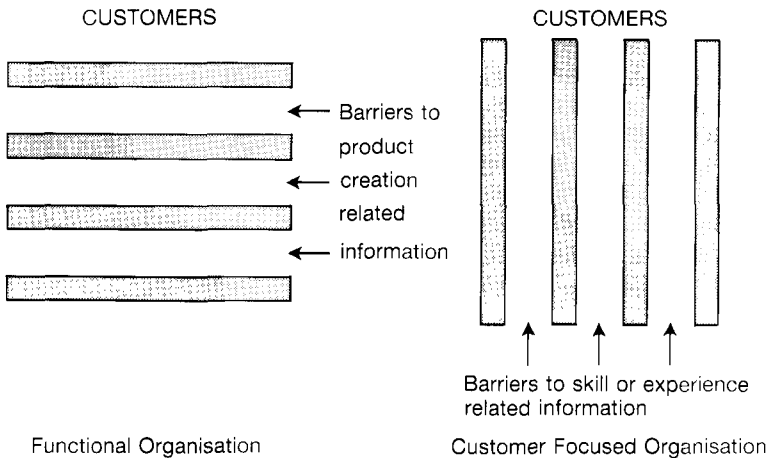 CUSTOMERS
Barriers to
product
creation
related
information
Functional Organisation
CUSTOMERS
Barriers to skill or experience
related information
Customer Focused Organisation